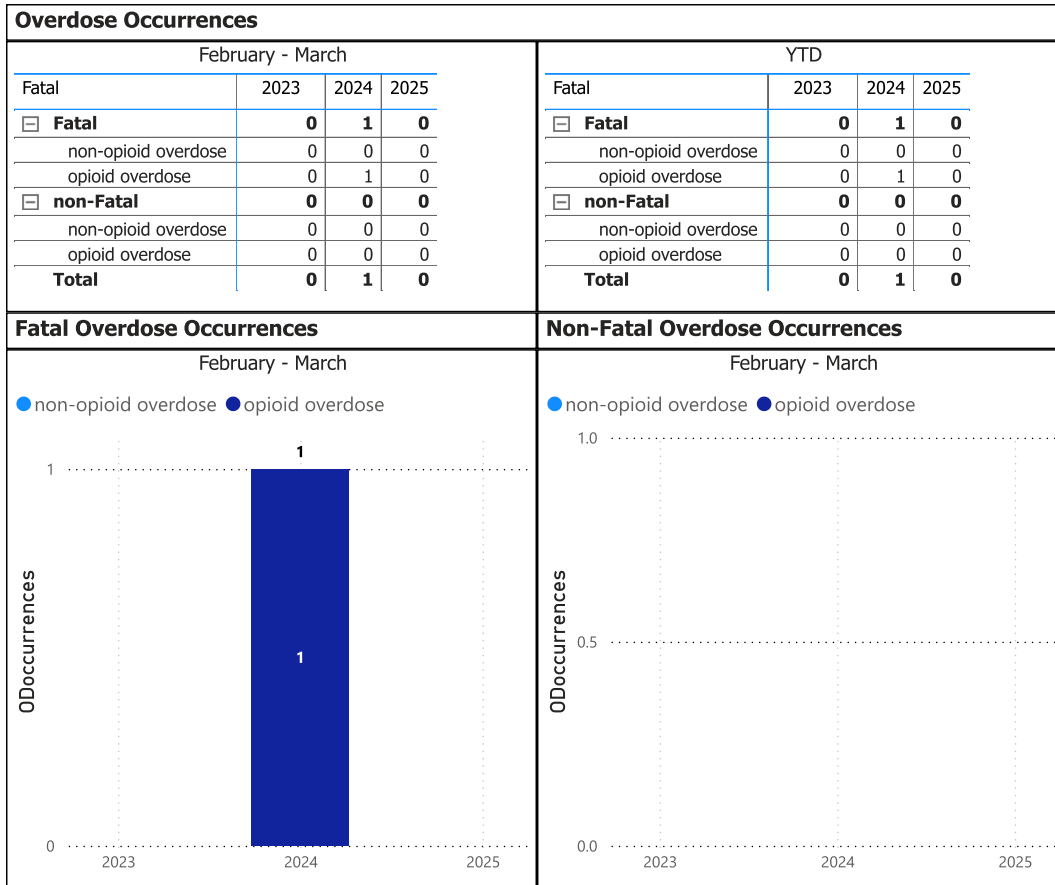 Overdose Occurrences
February - March
Fatal 2023 2024 2025
Fatal 0 1 0
non-opioid overdose 0 0 0
opioid overdose 0 1 0
non-Fatal 0 0 0
non-opioid overdose 0 0 0
opioid overdose 0 0 0
Total 0 1 0
YTD
Fatal 2023 2024 2025
Fatal 0 1 0
non-opioid overdose 0 0 0
opioid overdose 0 1 0
non-Fatal 0 0 0
non-opioid overdose 0 0 0
opioid overdose 0 0 0
Total 0 1 0
Fatal Overdose Occurrences
February - March
non-opioid overdose opioid overdose
1
1
ODoccurrences
1
0
2023 2024 2025
Non-Fatal Overdose Occurrences
February - March
non-opioid overdose opioid overdose
1.0
ODoccurrences
0.5
0.0
2023 2024 2025